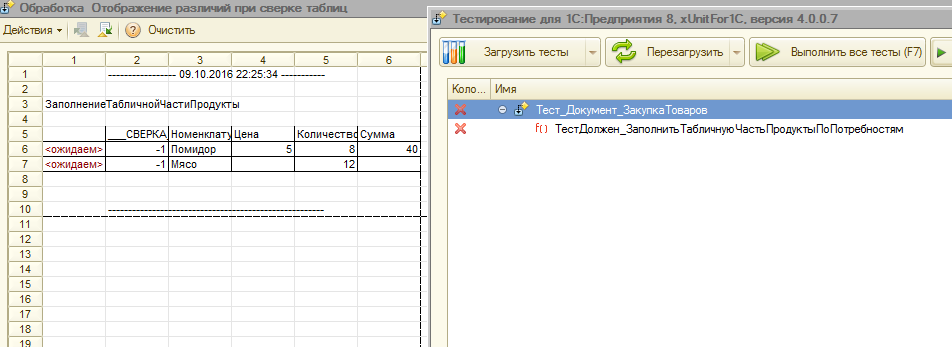 Обработка Отображение различий при сверке таблиц
Действия Очистить
1 2 3 4 5 6
1 ----------------- 09.10.2016 22:25:34 -----------
2
3 ЗаполнениеТабличнойЧастиПродукты
4
5 ___СВЕРКА Номенклату Цена Количество Сумма
6 <ожидаем> -1 Помидор 5 8 40
7 <ожидаем> -1 Мясо 12
8
9
10 ------------------------------------------------------
11
12
13
14
15
16
17
18
19
Тестирование для 1С:Предприятия 8, xUnitFor1C, версия 4.0.0.7
Загрузить тесты Перезагрузить Выполнить все тесты (F7)
Коло... Имя
Тест_Документ_ЗакупкаТоваров
f() ТестДолжен_ЗаполнитьТабличнуюЧастьПродуктыПоПотребностям